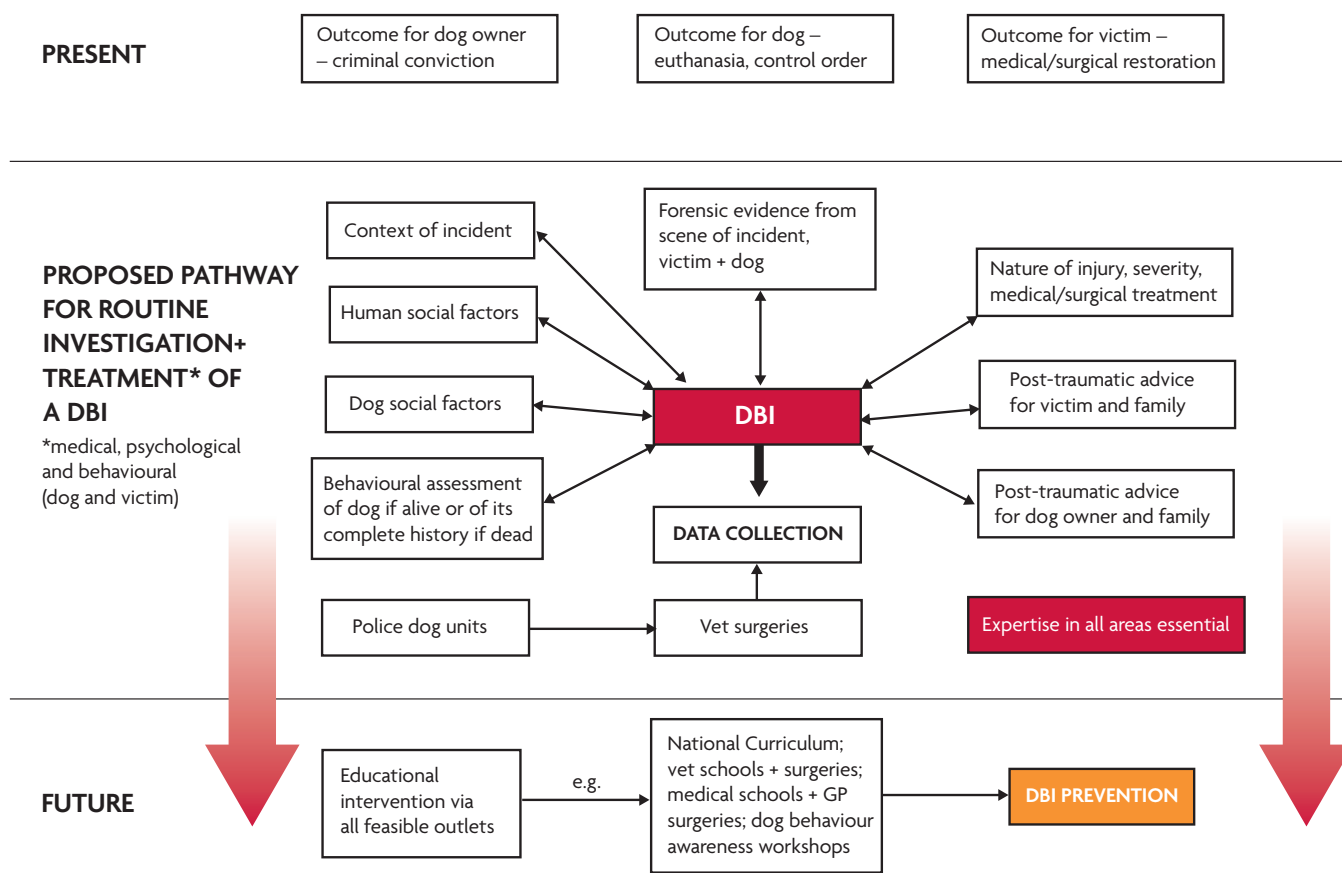 PRESENT
Outcome for dog owner
– criminal conviction
Outcome for dog –
euthanasia, control order
Outcome for victim –
medical/surgical restoration
PROPOSED PATHWAY
FOR ROUTINE
INVESTIGATION+
TREATMENT* OF
A DBI
*medical, psychological
and behavioural
(dog and victim)
Context of incident
Human social factors
Dog social factors
Behavioural assessment
of dog if alive or of its
complete history if dead
Police dog units
Forensic evidence from
scene of incident,
victim + dog
DBI
DATA COLLECTION
Vet surgeries
Nature of injury, severity,
medical/surgical treatment
Post-traumatic advice
for victim and family
Post-traumatic advice
for dog owner and family
Expertise in all areas essential
FUTURE
Educational
intervention via
all feasible outlets
e.g.
National Curriculum;
vet schools + surgeries;
medical schools + GP
surgeries; dog behaviour
awareness workshops
DBI PREVENTION